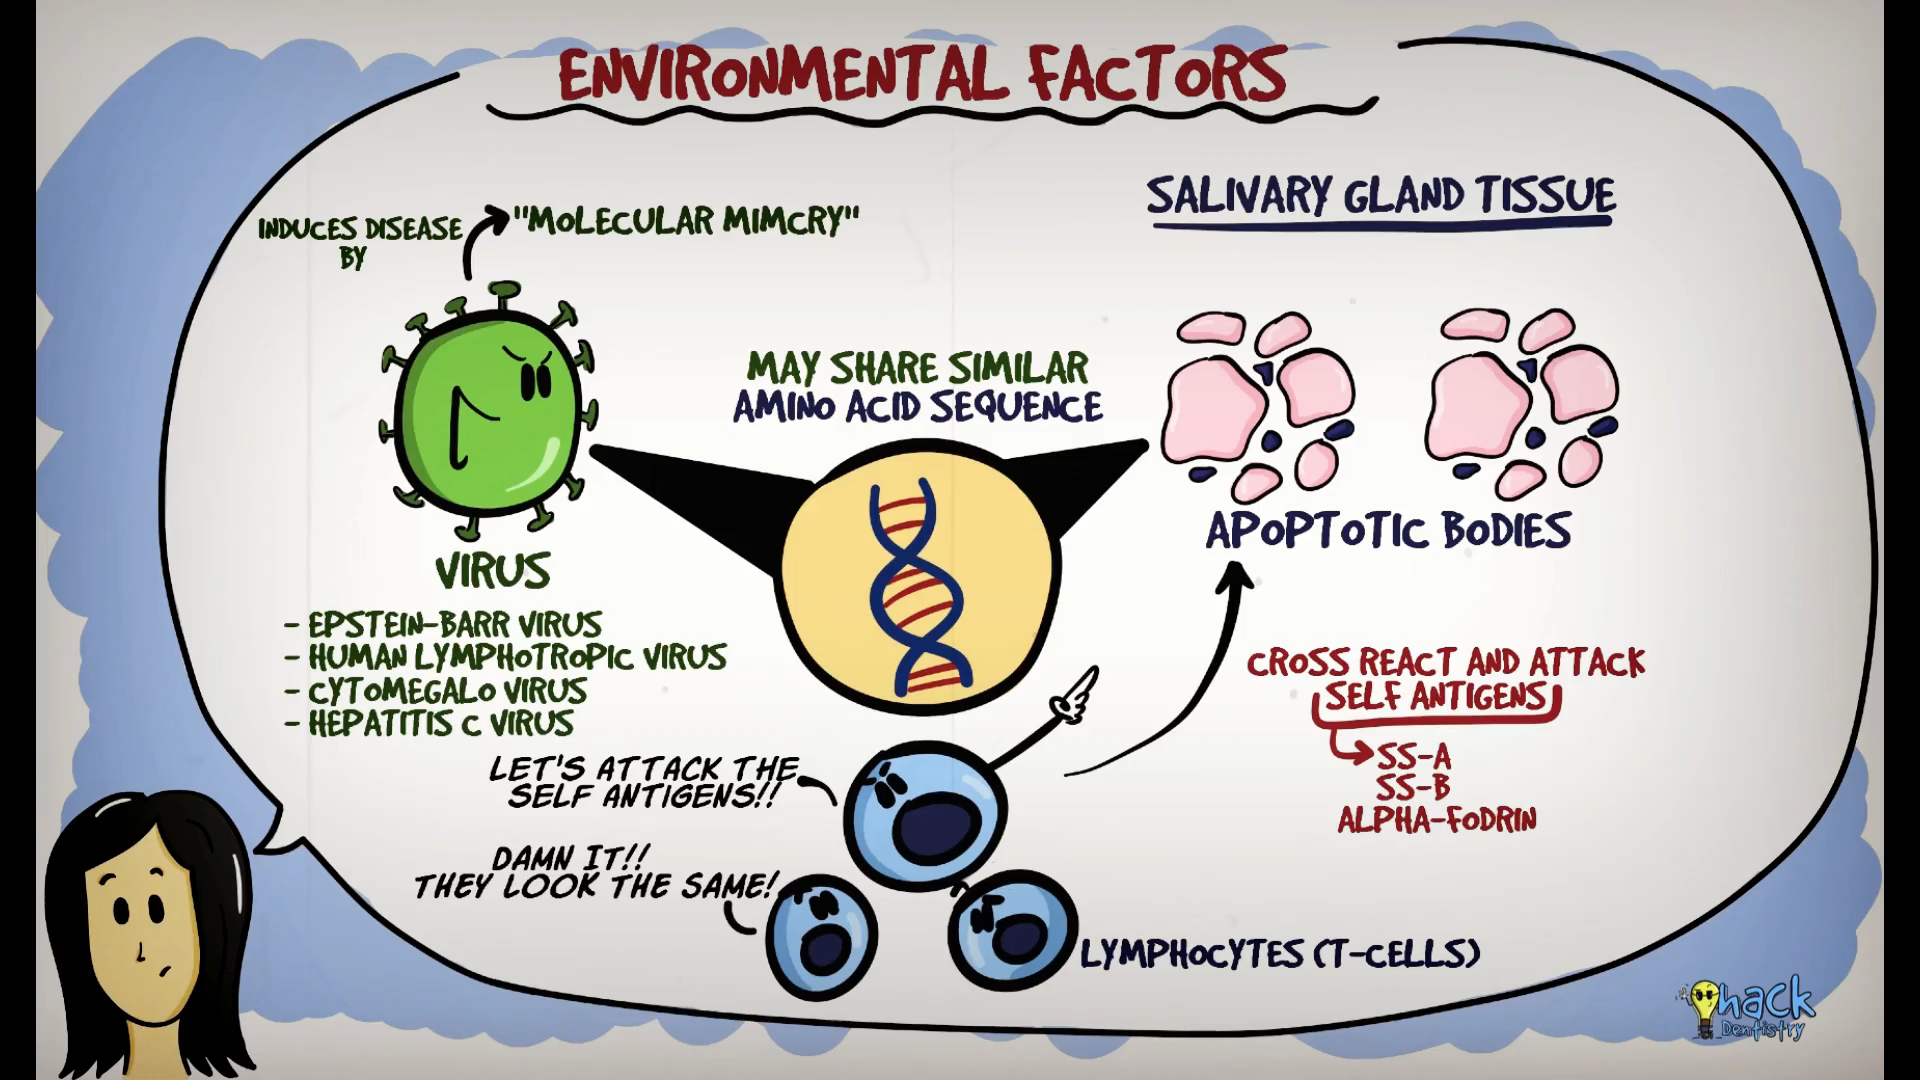 ENVIRONMENTAL FACTORS
INDUCES DISEASE
BY
"MOLECULAR MIMCRY"
SALIVARY GLAND TISSUE
MAY SHARE SIMILAR
AMINO ACID SEQUENCE
VIRUS
- EPSTEIN-BARR VIRUS
- HUMAN LYMPHOTROPIC VIRUS
- CYTOMEGALO VIRUS
- HEPATITIS C VIRUS
APOPTOTIC BODIES
CROSS REACT AND ATTACK
SELF ANTIGENS
SS-A
SS-B
ALPHA-FODRIN
LET'S ATTACK THE
SELF ANTIGENS!!
DAMN IT!!
THEY LOOK THE SAME!
LYMPHOCYTES (T-CELLS)
hack
Dentistry